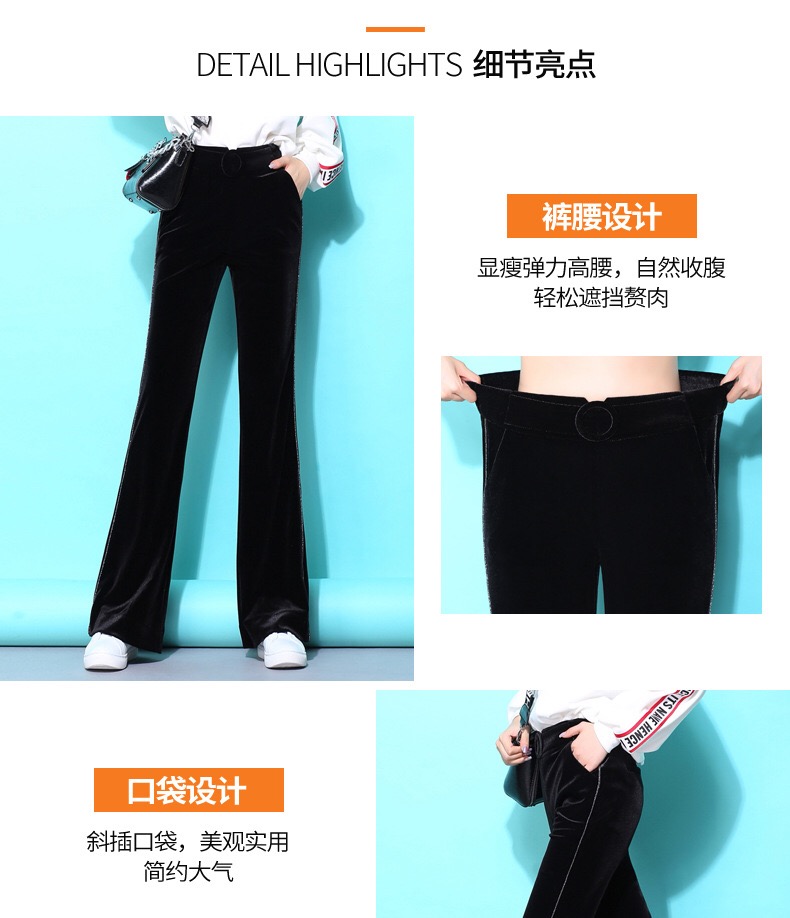 DETAIL HIGHLIGHTS 细节亮点
裤腰设计
显瘦弹力高腰，自然收腹
轻松遮挡赘肉
口袋设计
斜插口袋，美观实用
简约大气